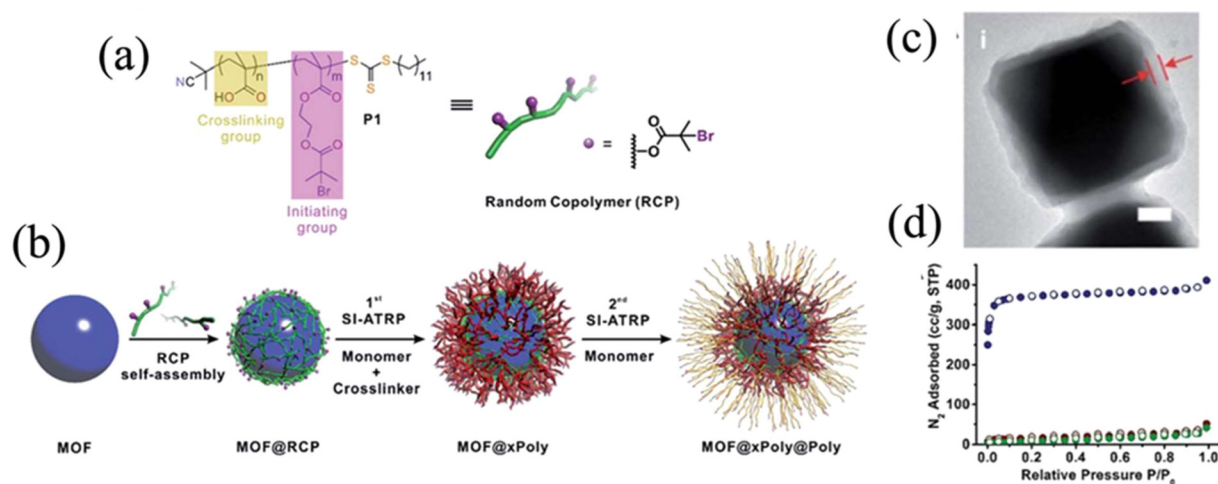 (a)
NC
n
m
S
S
11
S
HO
O
O
O
P1
Crosslinking
group
O
O
Br
Initiating
group
≡
= O
O
Br
Random Copolymer (RCP)
(b)
RCP
self-assembly
1st
SI-ATRP
Monomer
+
Crosslinker
2nd
SI-ATRP
Monomer
MOF
MOF@RCP
MOF@xPoly
MOF@xPoly@Poly
(c)
i
(d)
N2 Adsorbed (cc/g, STP)
400
300
200
100
50
0
0.0 0.2 0.4 0.6 0.8 1.0
Relative Pressure P/P0